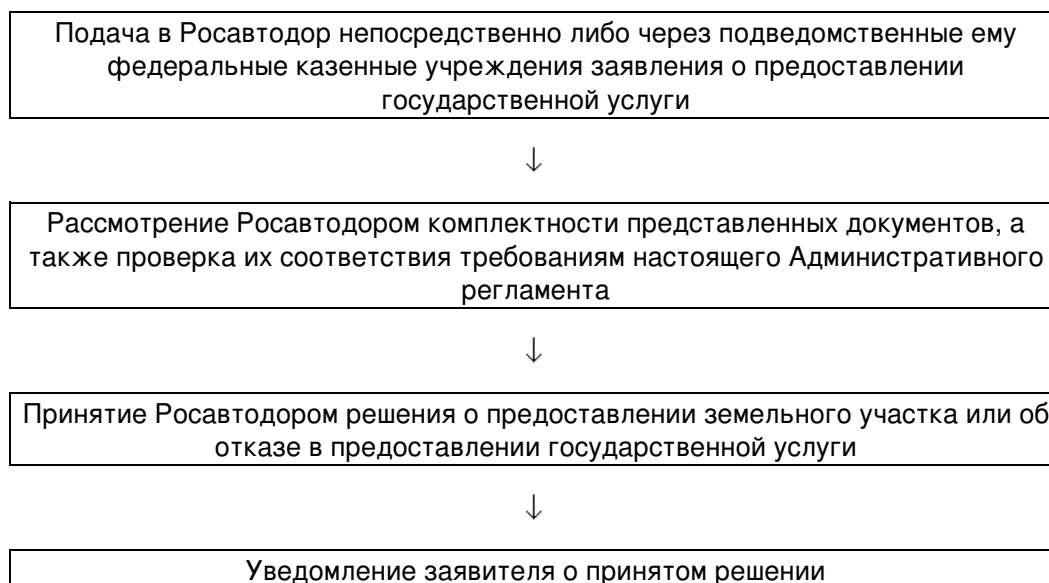 Подача в Росавтодор непосредственно либо через подведомственные ему
федеральные казенные учреждения заявления о предоставлении
государственной услуги
↓
Рассмотрение Росавтодором комплектности представленных документов, а
также проверка их соответствия требованиям настоящего Административного
регламента
↓
Принятие Росавтодором решения о предоставлении земельного участка или об
отказе в предоставлении государственной услуги
↓
Уведомление заявителя о принятом решении